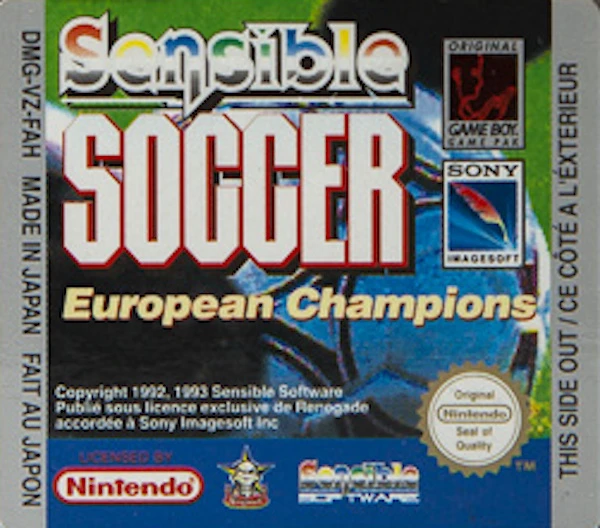 Sensible
SOCCER
European Champions
ORIGINAL
GAME BOY
GAME PAK
SONY
IMAGESOFT
DMG-VZ-FAH MADE IN JAPAN FAIT AU JAPON
THIS SIDE OUT / CE CÔTÉ A L'ÉXTERIEUR
Copyright 1992, 1993 Sensible Software
Publié sous licence exclusive de Renegade
accordée à Sony Imagesoft Inc
Original
Nintendo
Seal of
Quality
TM
LICENSED BY
Nintendo
Sensible
SOFTWARE